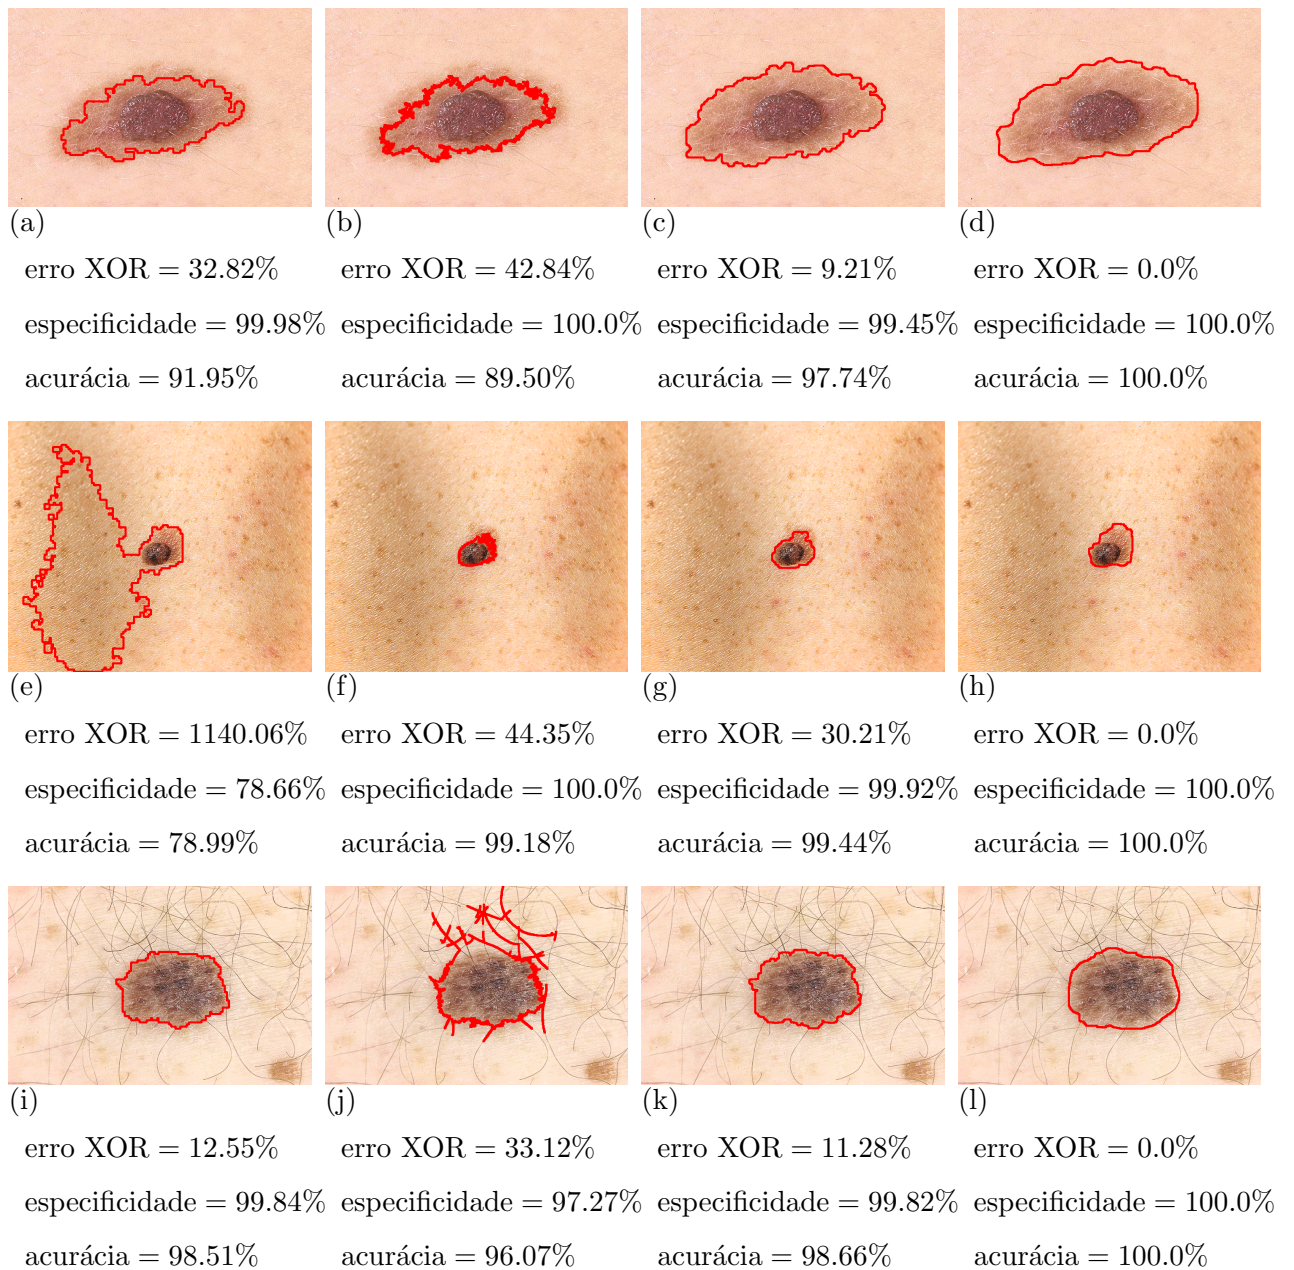 (a) (b) (c) (d)
erro XOR = 32.82% erro XOR = 42.84% erro XOR = 9.21% erro XOR = 0.0%
especificidade = 99.98% especificidade = 100.0% especificidade = 99.45% especificidade = 100.0%
acurácia = 91.95% acurácia = 89.50% acurácia = 97.74% acurácia = 100.0%
(e) (f) (g) (h)
erro XOR = 1140.06% erro XOR = 44.35% erro XOR = 30.21% erro XOR = 0.0%
especificidade = 78.66% especificidade = 100.0% especificidade = 99.92% especificidade = 100.0%
acurácia = 78.99% acurácia = 99.18% acurácia = 99.44% acurácia = 100.0%
(i) (j) (k) (l)
erro XOR = 12.55% erro XOR = 33.12% erro XOR = 11.28% erro XOR = 0.0%
especificidade = 99.84% especificidade = 97.27% especificidade = 99.82% especificidade = 100.0%
acurácia = 98.51% acurácia = 96.07% acurácia = 98.66% acurácia = 100.0%